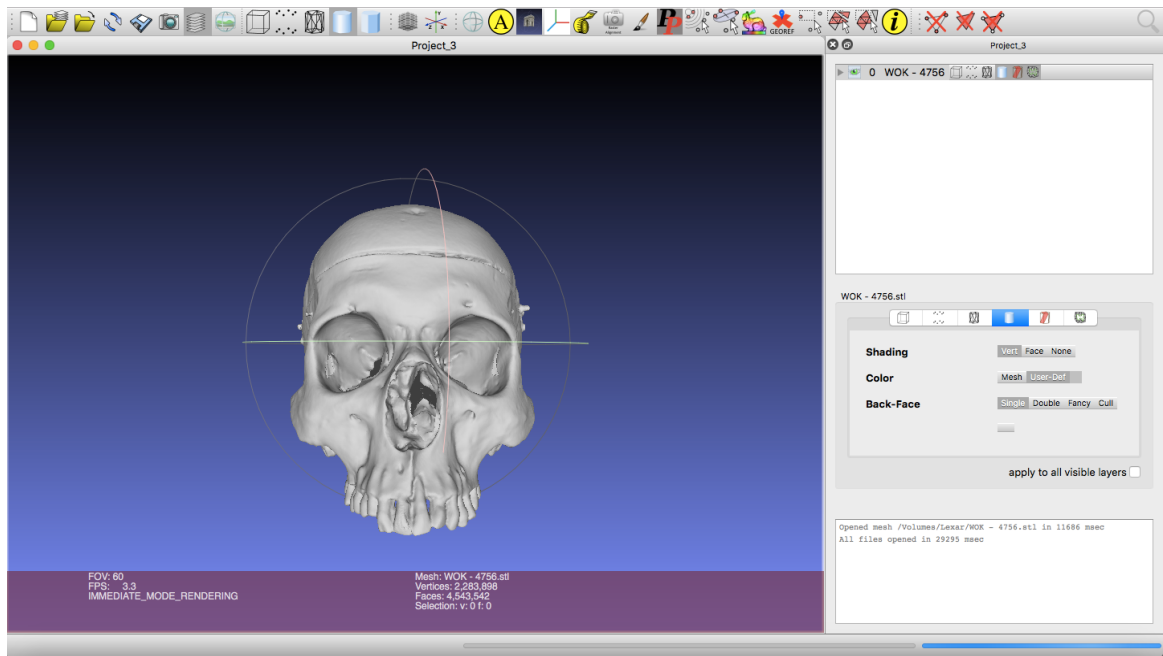 A
Pp
GEOREF
i
Project_3
Project_3
0 WOK - 4756
WOK - 4756.stl
Shading
Vert Face None
Color
Mesh User-Def
Back-Face
Single Double Fancy Cull
apply to all visible layers
Opened mesh /Volumes/Lexar/WOK - 4756.stl in 11686 msec
All files opened in 29295 msec
FOV: 60
FPS: 3.3
IMMEDIATE_MODE_RENDERING
Mesh: WOK - 4756.stl
Vertices: 2,283,898
Faces: 4,543,542
Selection: v: 0 f: 0